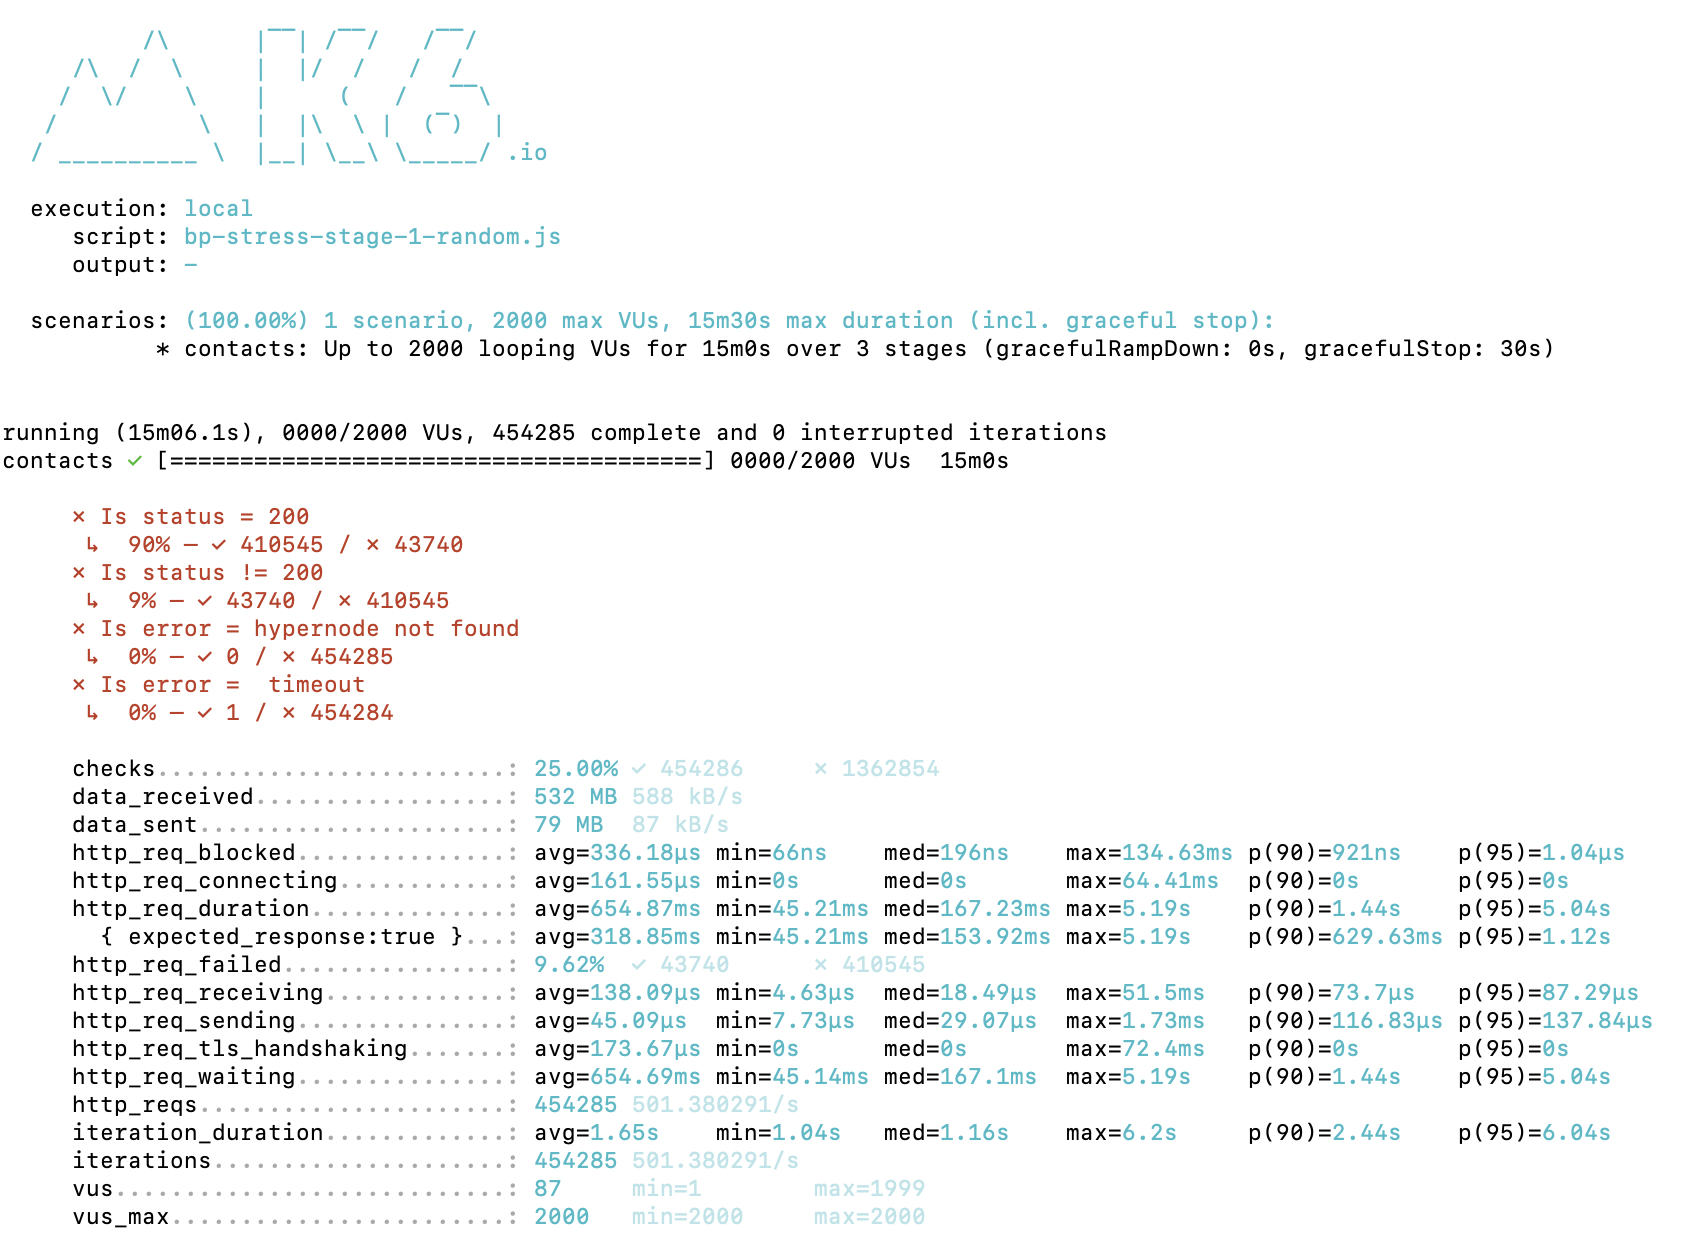 /\      |‾‾| /‾‾/   /‾‾/
     /\  /  \     |  |/  /   /  /
    /  \/    \    |     (   /   ‾‾\
   /          \   |  |\  \ |  (‾)  |
  / __________ \  |__| \__\ \_____/ .io
execution: local
script: bp-stress-stage-1-random.js
output: -
scenarios: (100.00%) 1 scenario, 2000 max VUs, 15m30s max duration (incl. graceful stop):
* contacts: Up to 2000 looping VUs for 15m0s over 3 stages (gracefulRampDown: 0s, gracefulStop: 30s)
running (15m06.1s), 0000/2000 VUs, 454285 complete and 0 interrupted iterations
contacts ✓ [======================================] 0000/2000 VUs  15m0s
✗ Is status = 200
↳  90% — ✓ 410545 / ✗ 43740
✗ Is status != 200
↳  9% — ✓ 43740 / ✗ 410545
✗ Is error = hypernode not found
↳  0% — ✓ 0 / ✗ 454285
✗ Is error =  timeout
↳  0% — ✓ 1 / ✗ 454284
checks.........................: 25.00% ✓ 454286     ✗ 1362854
data_received..................: 532 MB 588 kB/s
data_sent......................: 79 MB  87 kB/s
http_req_blocked...............: avg=336.18µs min=66ns    med=196ns    max=134.63ms p(90)=921ns    p(95)=1.04µs
http_req_connecting............: avg=161.55µs min=0s      med=0s       max=64.41ms  p(90)=0s       p(95)=0s
http_req_duration..............: avg=654.87ms min=45.21ms med=167.23ms max=5.19s    p(90)=1.44s    p(95)=5.04s
{ expected_response:true }...: avg=318.85ms min=45.21ms med=153.92ms max=5.19s    p(90)=629.63ms p(95)=1.12s
http_req_failed................: 9.62%  ✓ 43740      ✗ 410545
http_req_receiving.............: avg=138.09µs min=4.63µs  med=18.49µs  max=51.5ms   p(90)=73.7µs   p(95)=87.29µs
http_req_sending...............: avg=45.09µs  min=7.73µs  med=29.07µs  max=1.73ms   p(90)=116.83µs p(95)=137.84µs
http_req_tls_handshaking.......: avg=173.67µs min=0s      med=0s       max=72.4ms   p(90)=0s       p(95)=0s
http_req_waiting...............: avg=654.69ms min=45.14ms med=167.1ms  max=5.19s    p(90)=1.44s    p(95)=5.04s
http_reqs......................: 454285 501.380291/s
iteration_duration.............: avg=1.65s    min=1.04s   med=1.16s    max=6.2s     p(90)=2.44s    p(95)=6.04s
iterations.....................: 454285 501.380291/s
vus............................: 87     min=1        max=1999
vus_max........................: 2000   min=2000     max=2000